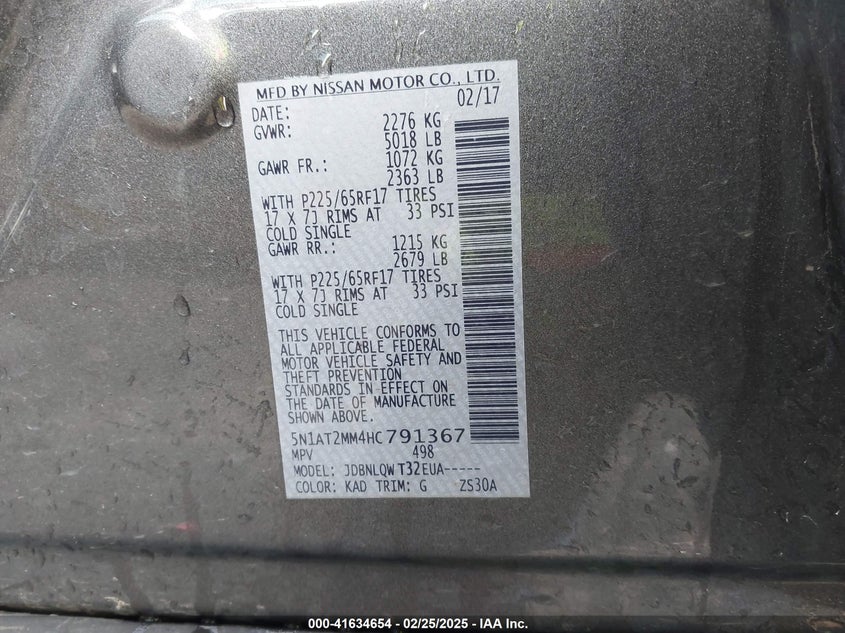 MFD BY NISSAN MOTOR CO., LTD.
DATE: 02/17
GVWR: 2276 KG
5018 LB
GAWR FR.: 1072 KG
2363 LB
WITH P225/65RF17 TIRES
17 X 7J RIMS AT 33 PSI
COLD SINGLE
GAWR RR.: 1215 KG
2679 LB
WITH P225/65RF17 TIRES
17 X 7J RIMS AT 33 PSI
COLD SINGLE
THIS VEHICLE CONFORMS TO
ALL APPLICABLE FEDERAL
MOTOR VEHICLE SAFETY AND
THEFT PREVENTION
STANDARDS IN EFFECT ON
THE DATE OF MANUFACTURE
SHOWN ABOVE.
5N1AT2MM4HC791367
MPV 498
MODEL: JDBNLQW T32EUA-----
COLOR: KAD TRIM: G ZS30A
000-41634654 / 02/25/2025 - IAA Inc.